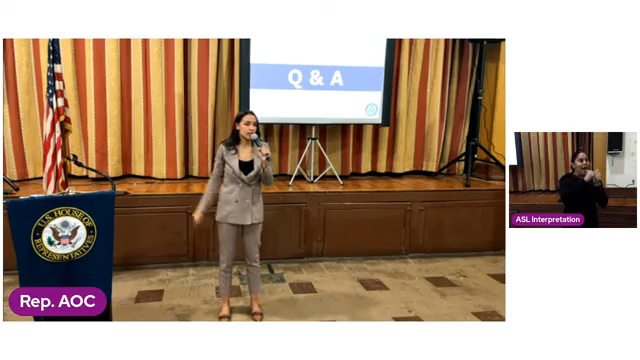 Q & A
U.S. HOUSE OF
REPRESENTATIVES
Rep. AOC
ASL Interpretation